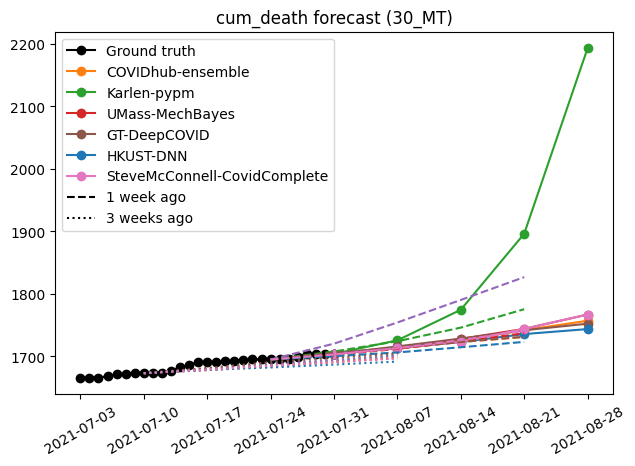 cum_death forecast (30_MT)
2200
2100
2000
1900
1800
1700
Ground truth
COVIDhub-ensemble
Karlen-pypm
UMass-MechBayes
GT-DeepCOVID
HKUST-DNN
SteveMcConnell-CovidComplete
1 week ago
3 weeks ago
2021-07-03
2021-07-10
2021-07-17
2021-07-24
2021-07-31
2021-08-07
2021-08-14
2021-08-21
2021-08-28